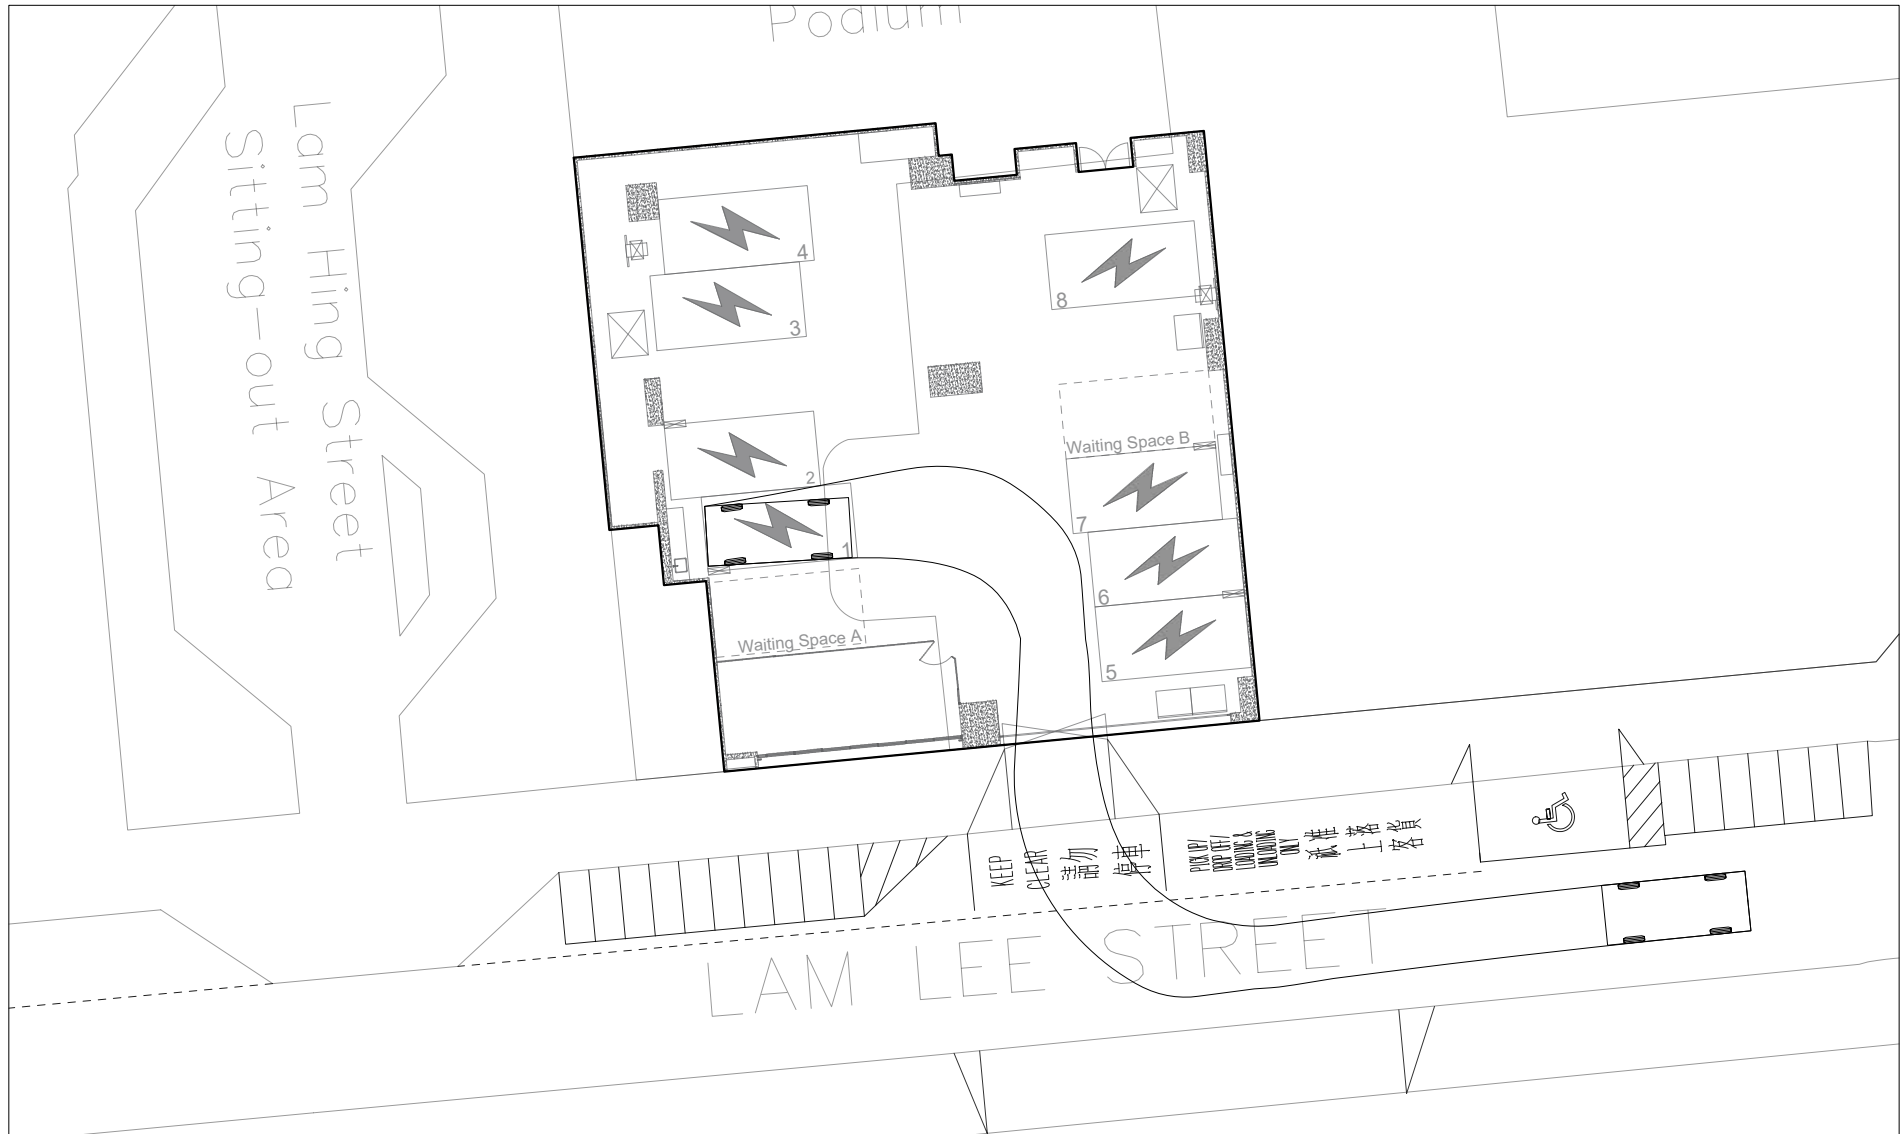 Podium
Lam Hing Street
Sitting-out Area
4
3
8
2
1
Waiting Space B
7
6
5
Waiting Space A
KEEP
CLEAR
請勿
停車
PICK UP/
DROP OFF/
LOADING &
UNLOADING
ONLY
祇准
上落
客貨
LAM LEE STREET